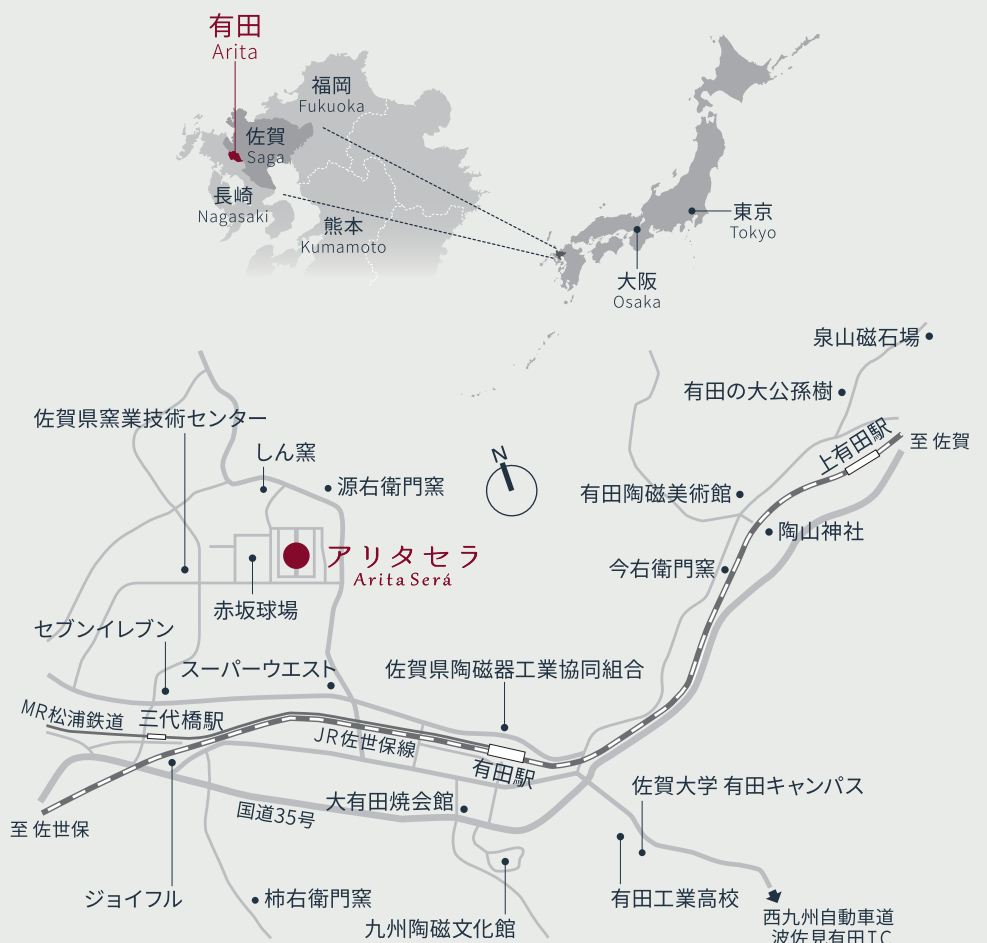 有田
Arita
福岡
Fukuoka
佐賀
Saga
長崎
Nagasaki
熊本
Kumamoto
東京
Tokyo
大阪
Osaka
泉山磁石場
有田の大公孫樹
上有田駅
至 佐賀
佐賀県窯業技術センター
しん窯
源右衛門窯
N
有田陶磁美術館
陶山神社
アリタセラ
Arita Será
今右衛門窯
赤坂球場
セブンイレブン
スーパーウエスト
佐賀県陶磁器工業協同組合
MR松浦鉄道
三代橋駅
JR佐世保線
有田駅
佐賀大学 有田キャンパス
大有田焼会館
国道35号
至 佐世保
ジョイフル
柿右衛門窯
九州陶磁文化館
有田工業高校
西九州自動車道
波佐見有田IC